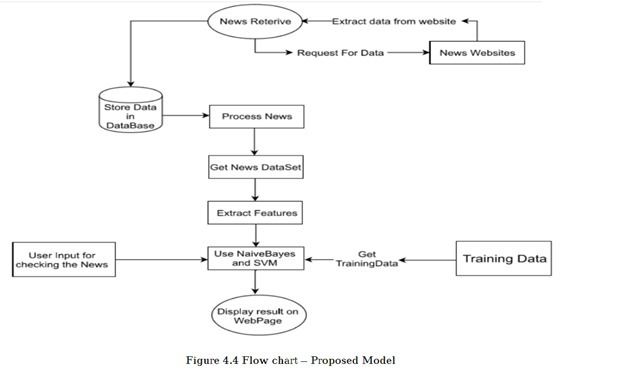 News Reterive
Extract data from website
Request For Data
News Websites
Store Data
in
DataBase
Process News
Get News DataSet
Extract Features
User Input for
checking the News
Use NaiveBayes
and SVM
Get
TrainingData
Training Data
Display result on
WebPage
Figure 4.4 Flow chart – Proposed Model